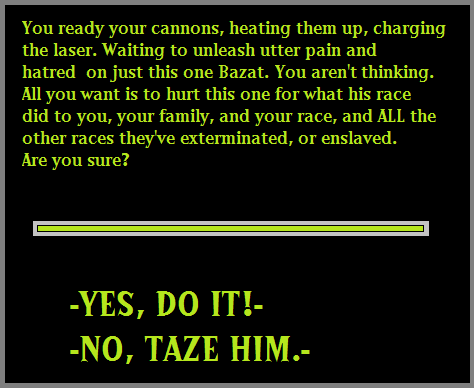 You ready your cannons, heating them up, charging
the laser. Waiting to unleash utter pain and
hatred  on just this one Bazat. You aren't thinking.
All you want is to hurt this one for what his race
did to you, your family, and your race, and ALL the
other races they've exterminated, or enslaved.
Are you sure?
-YES, DO IT!-
-NO, TAZE HIM.-